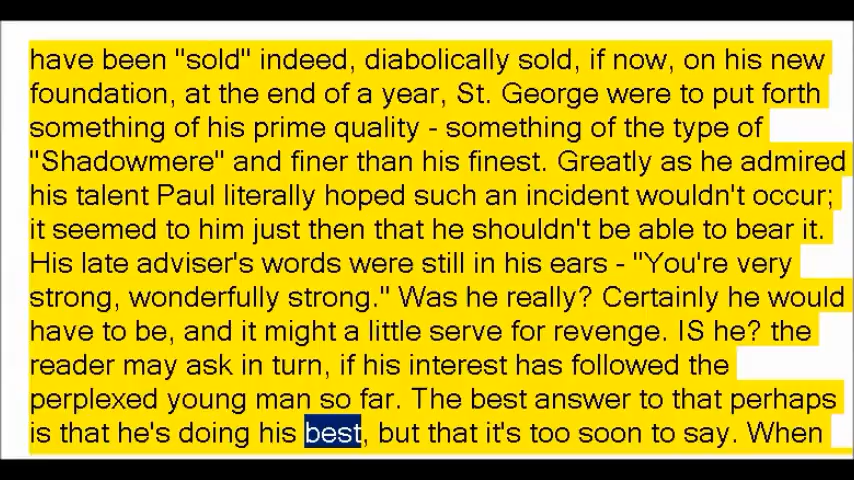 have been "sold" indeed, diabolically sold, if now, on his new
foundation, at the end of a year, St. George were to put forth
something of his prime quality - something of the type of
"Shadowmere" and finer than his finest. Greatly as he admired
his talent Paul literally hoped such an incident wouldn't occur;
it seemed to him just then that he shouldn't be able to bear it.
His late adviser's words were still in his ears - "You're very
strong, wonderfully strong." Was he really? Certainly he would
have to be, and it might a little serve for revenge. IS he? the
reader may ask in turn, if his interest has followed the
perplexed young man so far. The best answer to that perhaps
is that he's doing his best, but that it's too soon to say. When